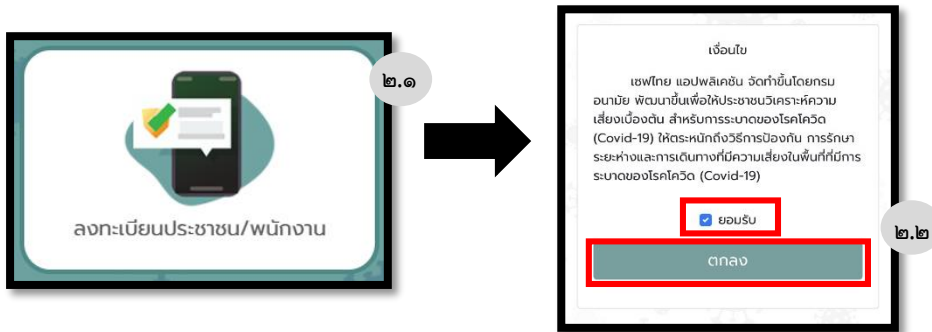 ๒.๑
ลงทะเบียนประชาชน/พนักงาน
เงื่อนไข
เซฟไทย แอปพลิเคชัน จัดทำขึ้นโดยกรม
อนามัย พัฒนาขึ้นเพื่อให้ประชาชนวิเคราะห์ความ
เสี่ยงเบื้องต้น สำหรับการระบาดของโรคโควิด
(Covid-19) ให้ตระหนักถึงวิธีการป้องกัน การรักษา
ระยะห่างและการเดินทางที่มีความเสี่ยงในพื้นที่ที่มีการ
ระบาดของโรคโควิด (Covid-19)
ยอมรับ
๒.๒
ตกลง